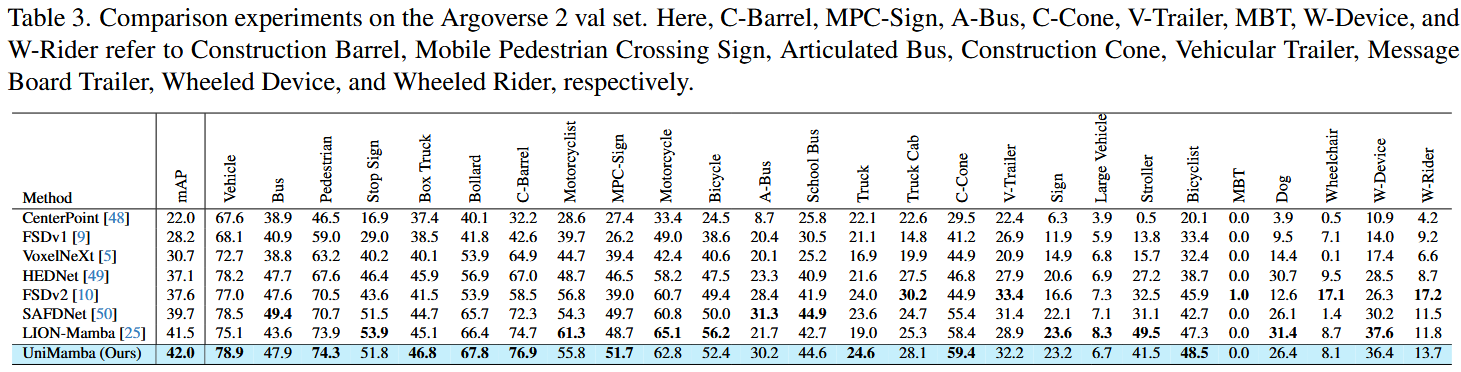 Table 3. Comparison experiments on the Argoverse 2 val set. Here, C-Barrel, MPC-Sign, A-Bus, C-Cone, V-Trailer, MBT, W-Device, and
W-Rider refer to Construction Barrel, Mobile Pedestrian Crossing Sign, Articulated Bus, Construction Cone, Vehicular Trailer, Message
Board Trailer, Wheeled Device, and Wheeled Rider, respectively.
Method mAP Vehicle Bus Pedestrian Stop Sign Box Truck Bollard C-Barrel Motorcyclist MPC-Sign Motorcycle Bicycle A-Bus School Bus Truck Truck Cab C-Cone V-Trailer Sign Large Vehicle Stroller Bicyclist MBT Dog Wheelchair W-Device W-Rider
CenterPoint [48] 22.0 67.6 38.9 46.5 16.9 37.4 40.1 32.2 28.6 27.4 33.4 24.5 8.7 25.8 22.1 22.6 29.5 22.4 6.3 3.9 0.5 20.1 0.0 3.9 0.5 10.9 4.2
FSDv1 [9] 28.2 68.1 40.9 59.0 29.0 38.5 41.8 42.6 39.7 26.2 49.0 38.6 20.4 30.5 21.1 14.8 41.2 26.9 11.9 5.9 13.8 33.4 0.0 9.5 7.1 14.0 9.2
VoxelNeXt [5] 30.7 72.7 38.8 63.2 40.2 40.1 53.9 64.9 44.7 39.4 42.4 40.6 20.1 25.2 16.9 19.9 44.9 20.9 14.9 6.8 15.7 32.4 0.0 14.4 0.1 17.4 6.6
HEDNet [49] 37.1 78.2 47.7 67.6 46.4 45.9 56.9 67.0 48.7 46.5 58.2 47.5 23.3 40.9 21.6 27.5 46.8 27.9 20.6 6.9 27.2 38.7 0.0 30.7 9.5 28.5 8.7
FSDv2 [10] 37.6 77.0 47.6 70.5 43.6 41.5 53.9 58.5 56.8 39.0 60.7 49.4 28.4 41.9 24.0 30.2 44.9 33.4 16.6 7.3 32.5 45.9 1.0 12.6 17.1 26.3 17.2
SAFDNet [50] 39.7 78.5 49.4 70.7 51.5 44.7 65.7 72.3 54.3 49.7 60.8 50.0 31.3 44.9 23.6 24.7 55.4 31.4 22.1 7.1 31.1 42.7 0.0 26.1 1.4 30.2 11.5
LION-Mamba [25] 41.5 75.1 43.6 73.9 53.9 45.1 66.4 74.7 61.3 48.7 65.1 56.2 21.7 42.7 19.0 25.3 58.4 28.9 23.6 8.3 49.5 47.3 0.0 31.4 8.7 37.6 11.8
UniMamba (Ours) 42.0 78.9 47.9 74.3 51.8 46.8 67.8 76.9 55.8 51.7 62.8 52.4 30.2 44.6 24.6 28.1 59.4 32.2 23.2 6.7 41.5 48.5 0.0 26.4 8.1 36.4 13.7